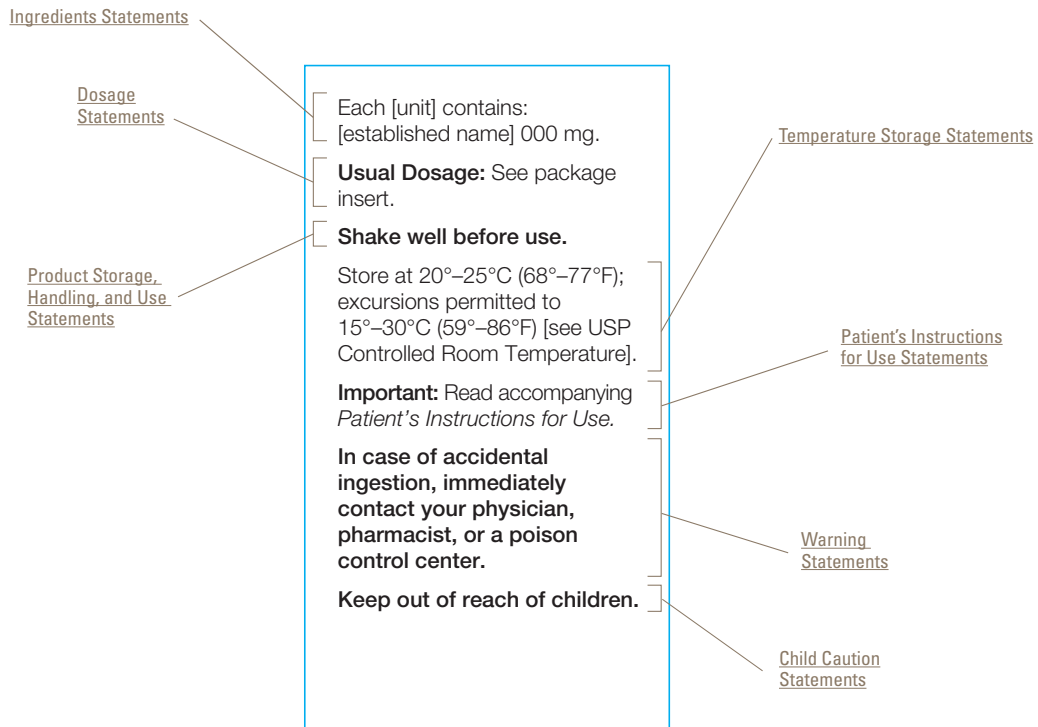 Ingredients Statements
Dosage
Statements
Product Storage,
Handling, and Use
Statements
Each [unit] contains:
[established name] 000 mg.
Usual Dosage: See package
insert.
Shake well before use.
Store at 20°–25°C (68°–77°F);
excursions permitted to
15°–30°C (59°–86°F) [see USP
Controlled Room Temperature].
Important: Read accompanying
Patient’s Instructions for Use.
In case of accidental
ingestion, immediately
contact your physician,
pharmacist, or a poison
control center.
Keep out of reach of children.
Temperature Storage Statements
Patient’s Instructions
for Use Statements
Warning
Statements
Child Caution
Statements